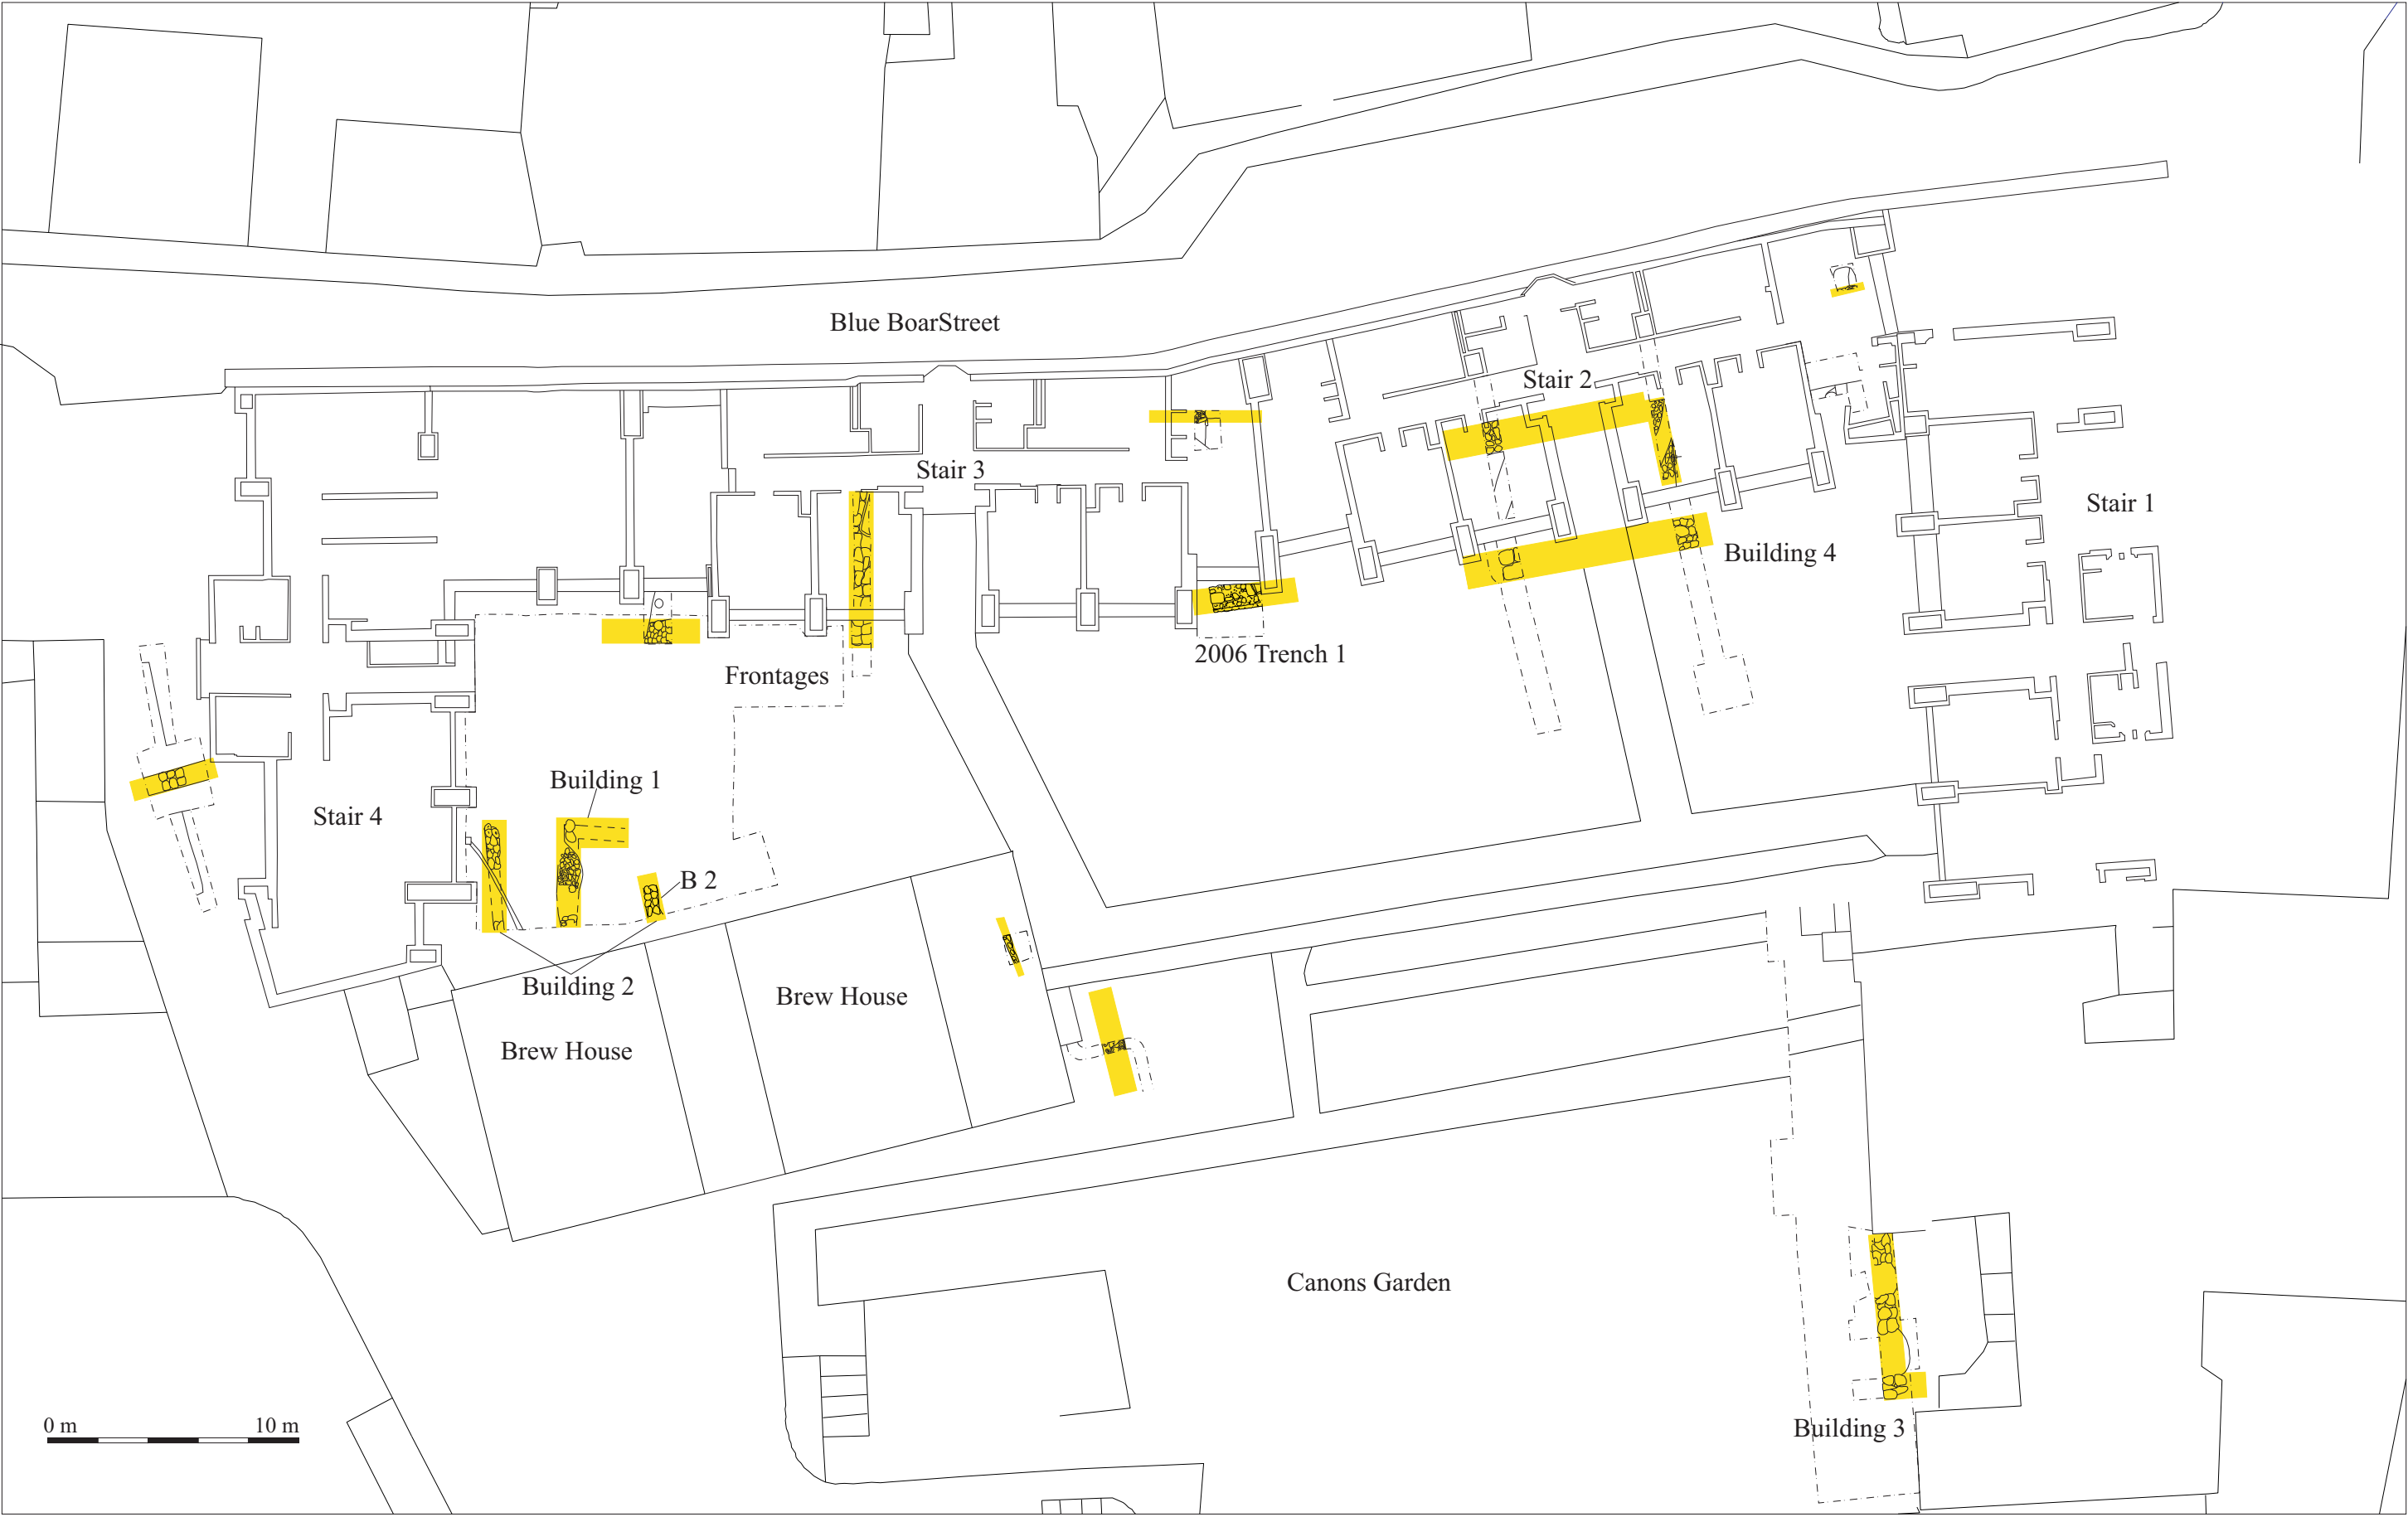 Blue BoarStreet
Stair 2
Stair 3
Stair 1
Building 4
2006 Trench 1
Frontages
Building 1
Stair 4
B 2
Building 2
Brew House
Brew House
Canons Garden
0 m 10 m
Building 3